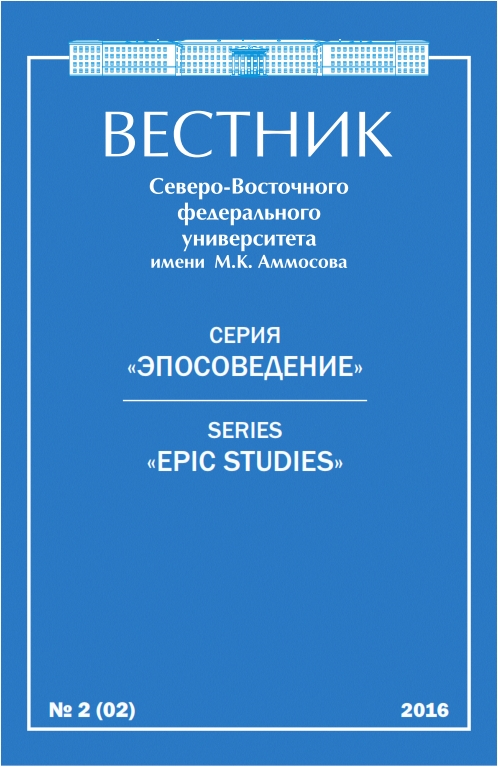 ВЕСТНИК
Северо-Восточного
федерального
университета
имени М.К. Аммосова
СЕРИЯ
«ЭПОСОВЕДЕНИЕ»
SERIES
«EPIC STUDIES»
№ 2 (02)
2016